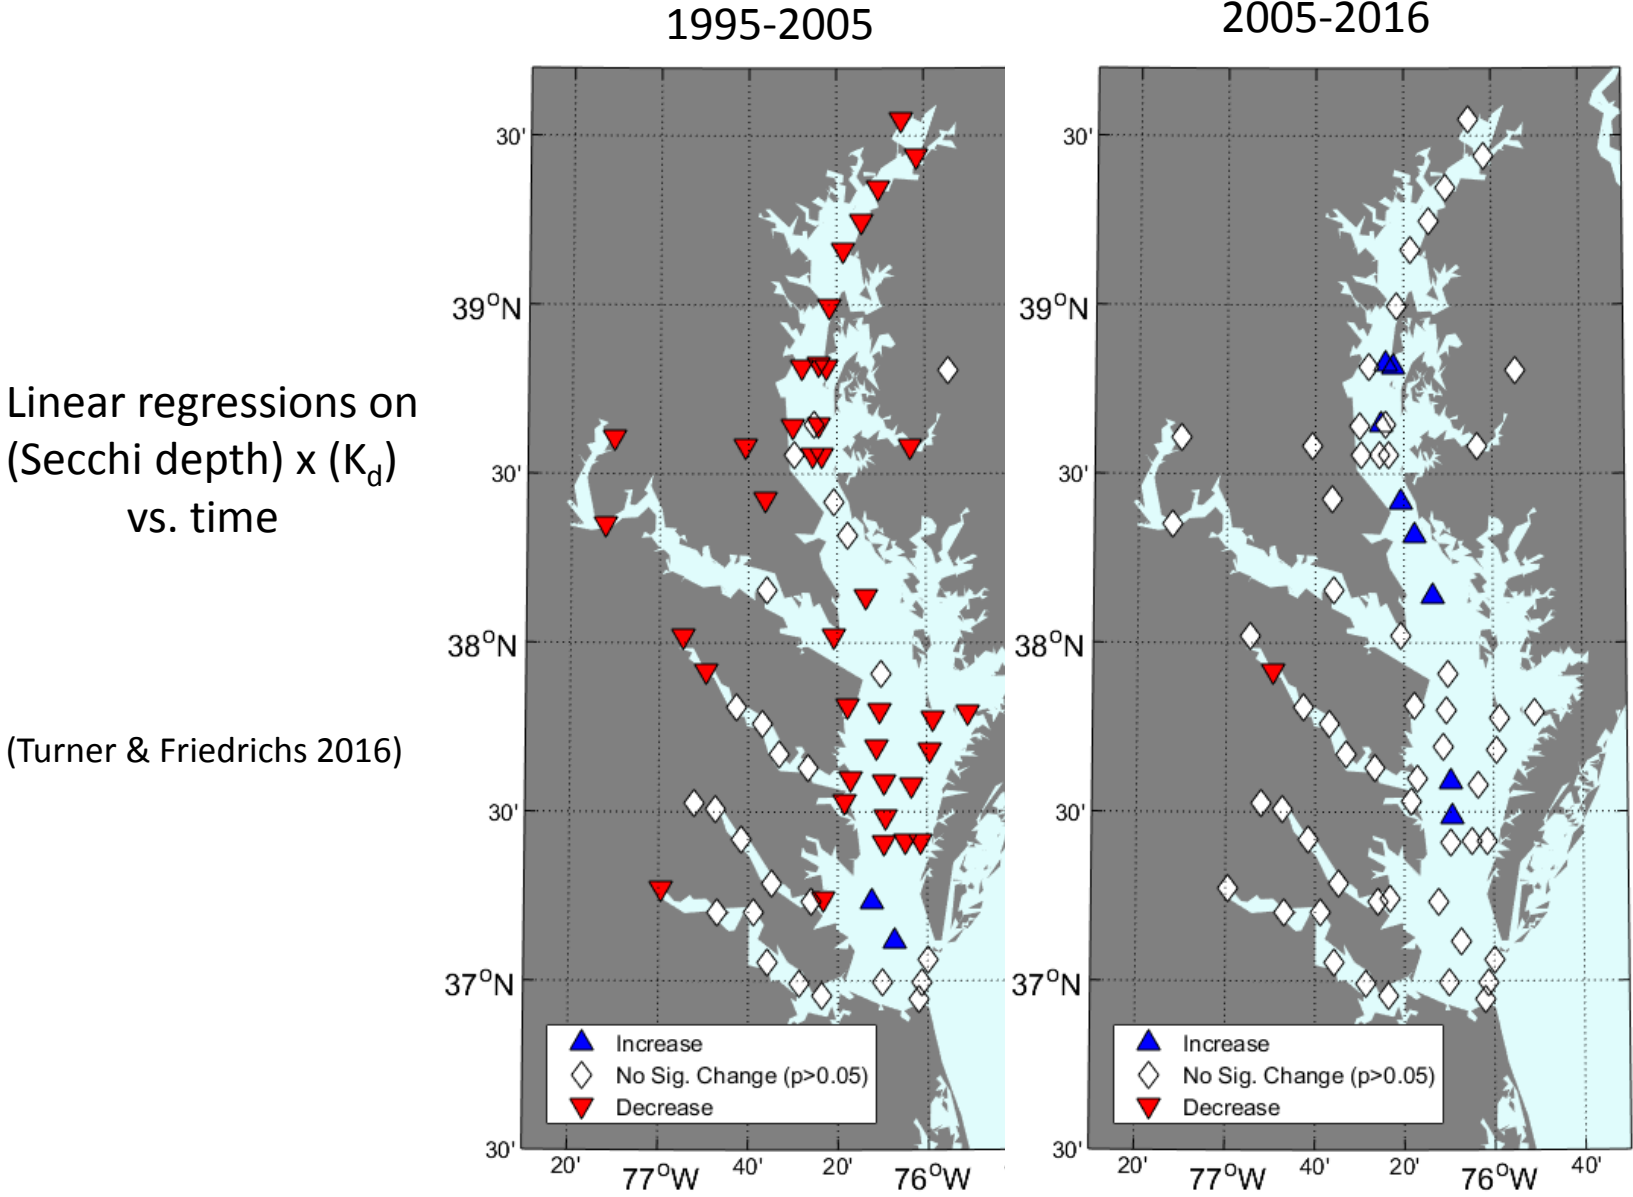 1995-2005
2005-2016
Linear regressions on
(Secchi depth) x (Kd)
vs. time
(Turner & Friedrichs 2016)
30'
39°N
30'
38°N
30'
37°N
30'
20'
77°W
40'
20'
76°W
Increase
No Sig. Change (p>0.05)
Decrease
30'
39°N
30'
38°N
30'
37°N
30'
20'
77°W
40'
20'
76°W
40'
Increase
No Sig. Change (p>0.05)
Decrease